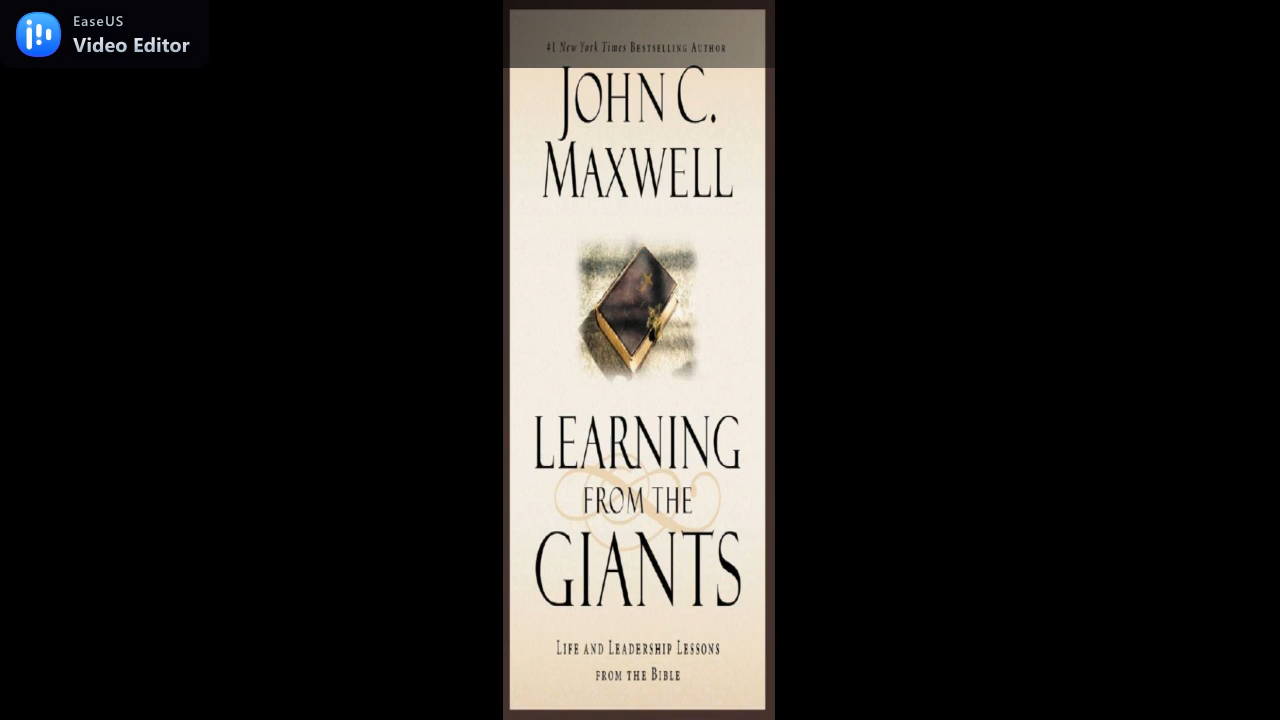 EaseUS
Video Editor
#1 New York Times BESTSELLING AUTHOR
JOHN C.
MAXWELL
LEARNING
FROM THE
GIANTS
LIFE AND LEADERSHIP LESSONS
FROM THE BIBLE